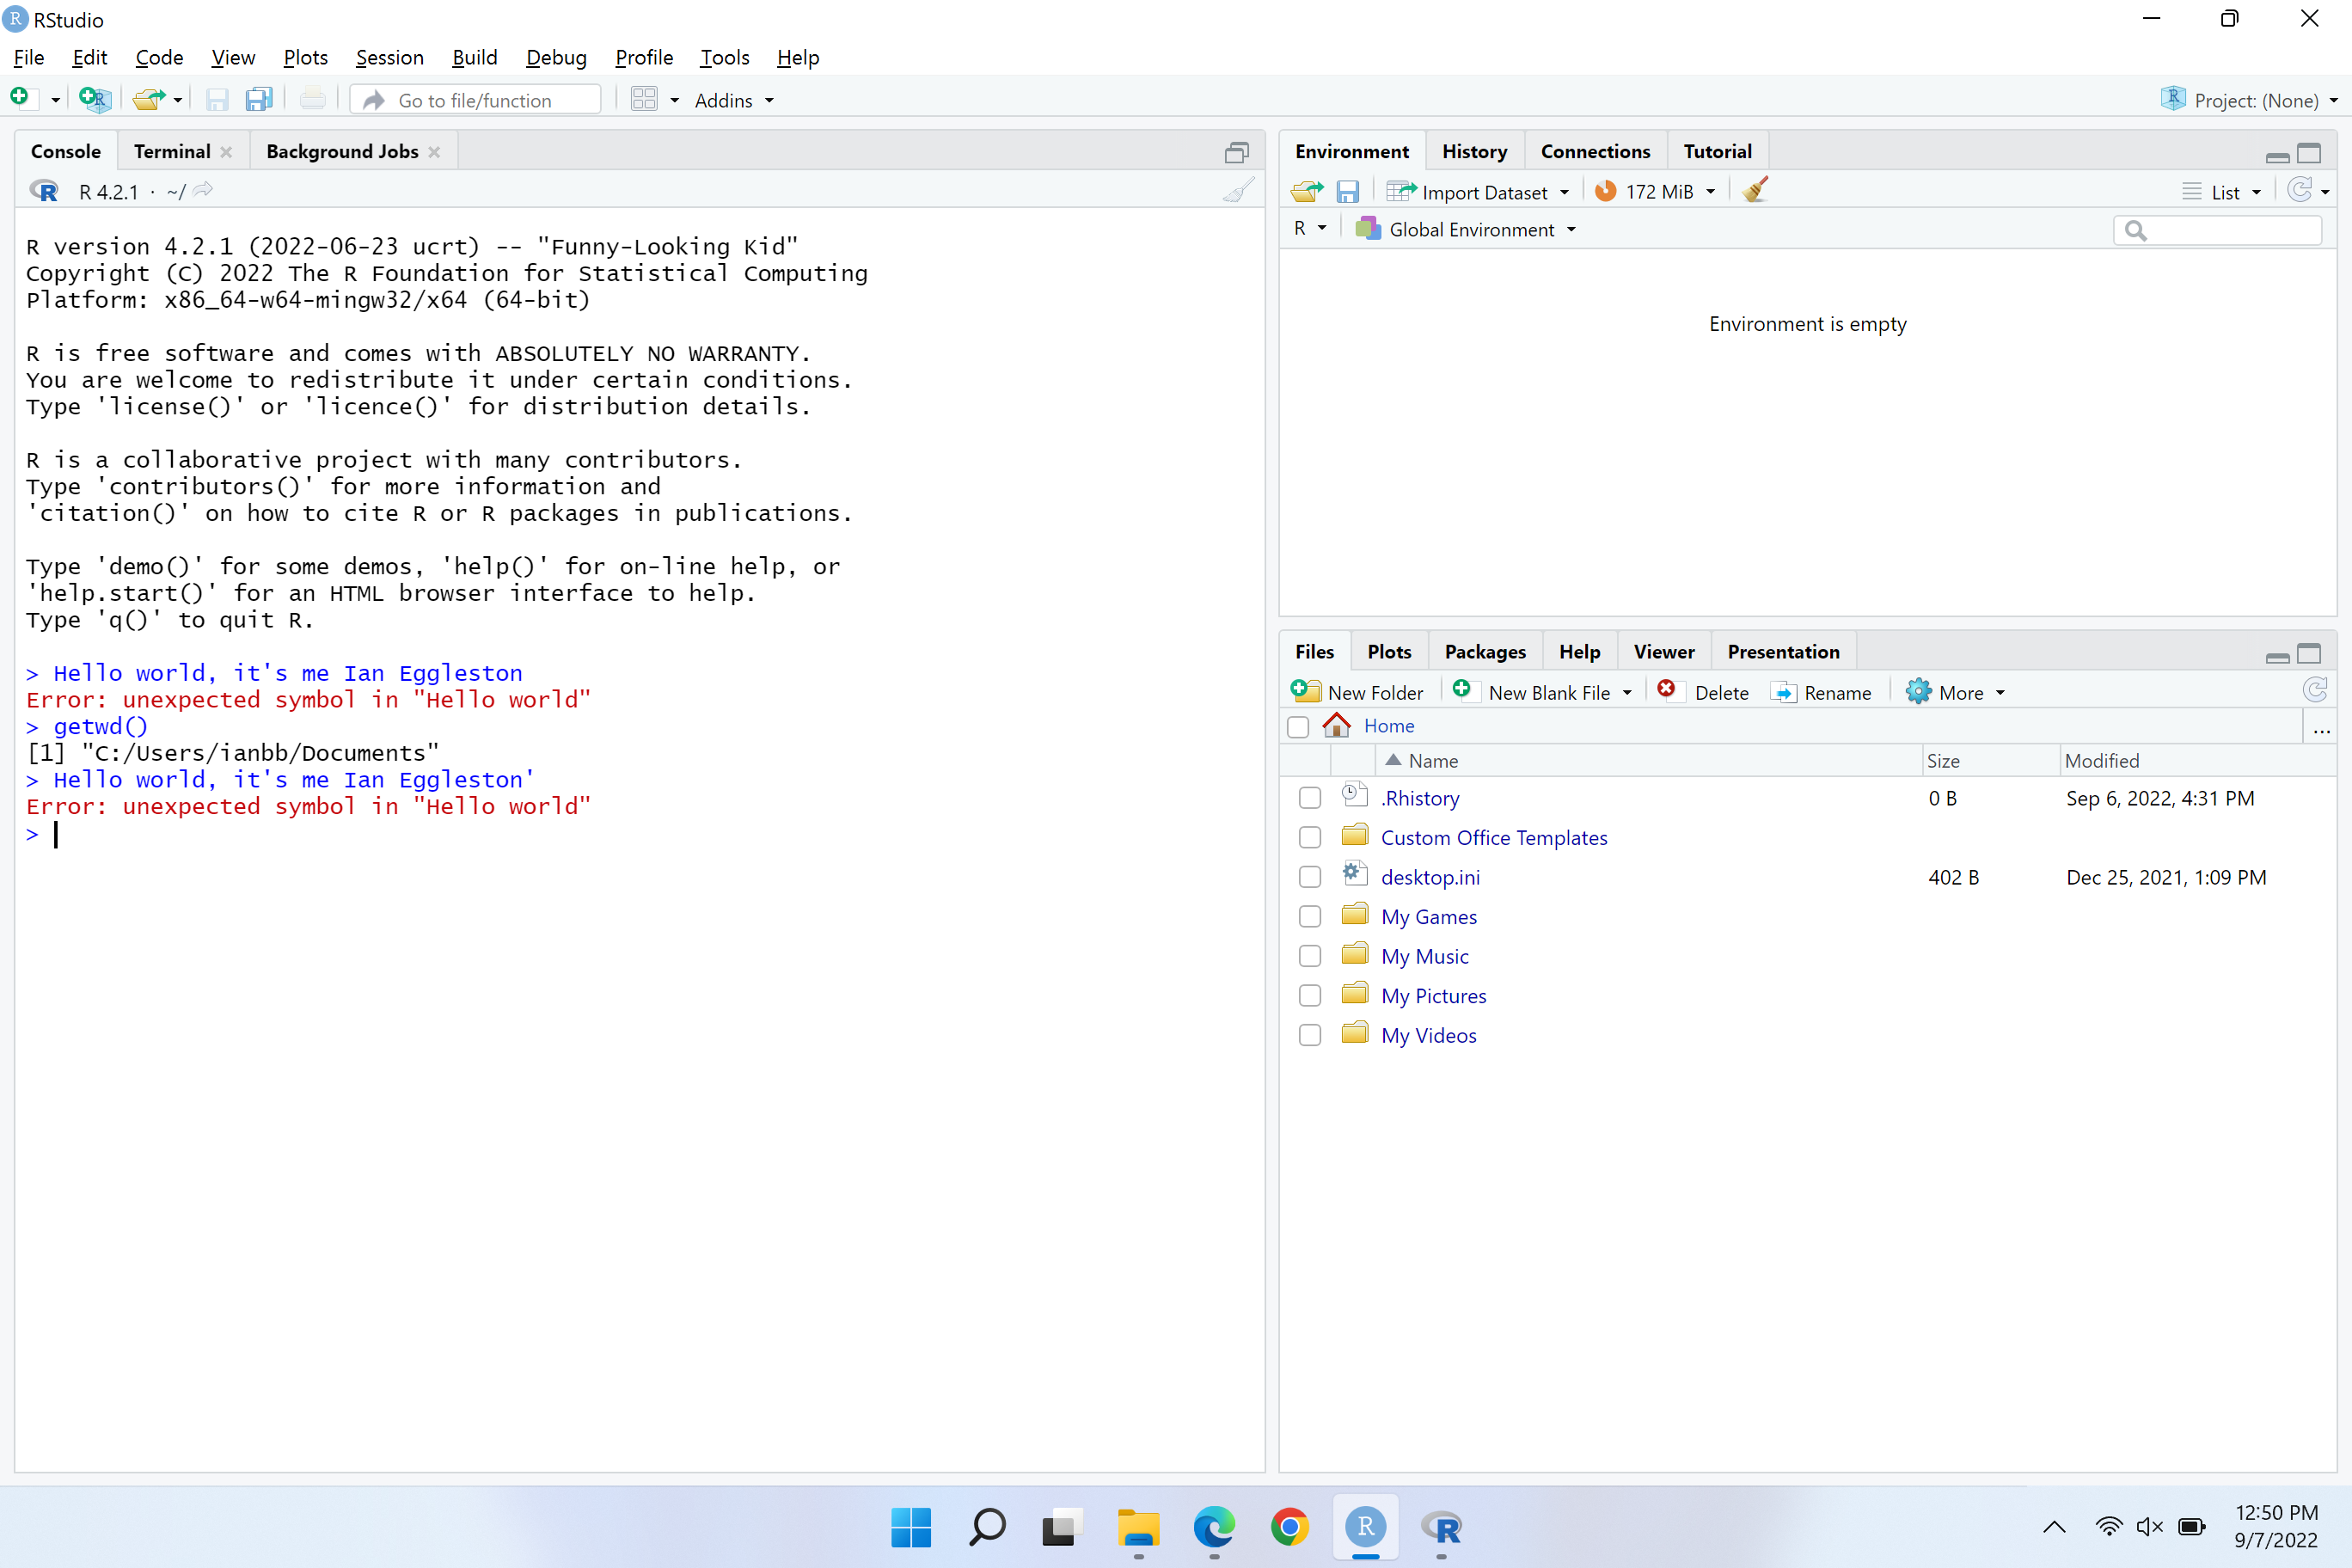 RStudio
File Edit Code View Plots Session Build Debug Profile Tools Help
Go to file/function Addins Project: (None)
Console Terminal Background Jobs
R 4.2.1 · ~/
R version 4.2.1 (2022-06-23 ucrt) -- "Funny-Looking Kid"
Copyright (C) 2022 The R Foundation for Statistical Computing
Platform: x86_64-w64-mingw32/x64 (64-bit)
R is free software and comes with ABSOLUTELY NO WARRANTY.
You are welcome to redistribute it under certain conditions.
Type 'license()' or 'licence()' for distribution details.
R is a collaborative project with many contributors.
Type 'contributors()' for more information and
'citation()' on how to cite R or R packages in publications.
Type 'demo()' for some demos, 'help()' for on-line help, or
'help.start()' for an HTML browser interface to help.
Type 'q()' to quit R.
> Hello world, it's me Ian Eggleston
Error: unexpected symbol in "Hello world"
> getwd()
[1] "C:/Users/ianbb/Documents"
> Hello world, it's me Ian Eggleston'
Error: unexpected symbol in "Hello world"
>
Environment History Connections Tutorial
Import Dataset 172 MiB List
R Global Environment
Environment is empty
Files Plots Packages Help Viewer Presentation
New Folder New Blank File Delete Rename More
Home ...
Name Size Modified
.Rhistory 0 B Sep 6, 2022, 4:31 PM
Custom Office Templates
desktop.ini 402 B Dec 25, 2021, 1:09 PM
My Games
My Music
My Pictures
My Videos
12:50 PM
9/7/2022